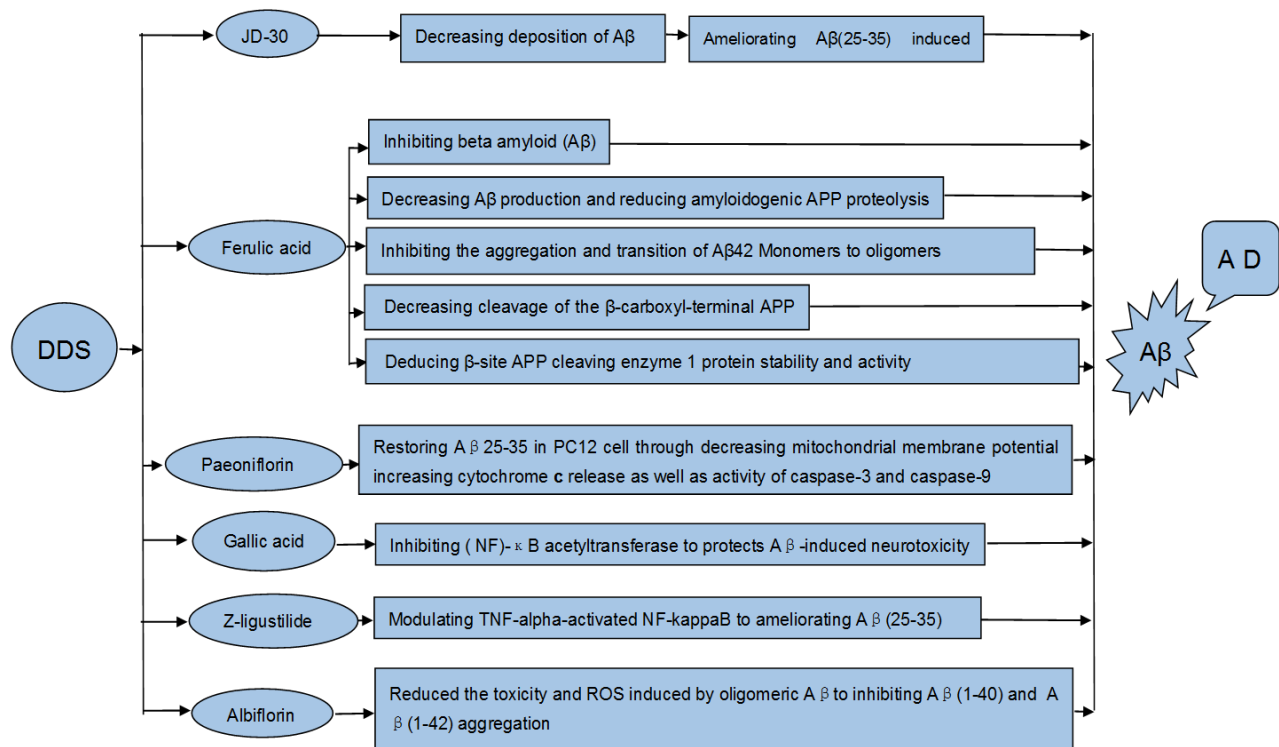 JD-30
Decreasing deposition of Aβ
Ameliorating Aβ(25-35) induced
Inhibiting beta amyloid (Aβ)
Decreasing Aβ production and reducing amyloidogenic APP proteolysis
Ferulic acid
Inhibiting the aggregation and transition of Aβ42 Monomers to oligomers
Decreasing cleavage of the β-carboxyl-terminal APP
Deducing β-site APP cleaving enzyme 1 protein stability and activity
DDS
A D
Aβ
Paeoniflorin
Restoring A β 25-35 in PC12 cell through decreasing mitochondrial membrane potential
increasing cytochrome c release as well as activity of caspase-3 and caspase-9
Gallic acid
Inhibiting ( NF)- κ B acetyltransferase to protects A β -induced neurotoxicity
Z-ligustilide
Modulating TNF-alpha-activated NF-kappaB to ameliorating A β (25-35)
Albiflorin
Reduced the toxicity and ROS induced by oligomeric A β to inhibiting A β (1-40) and A
β (1-42) aggregation